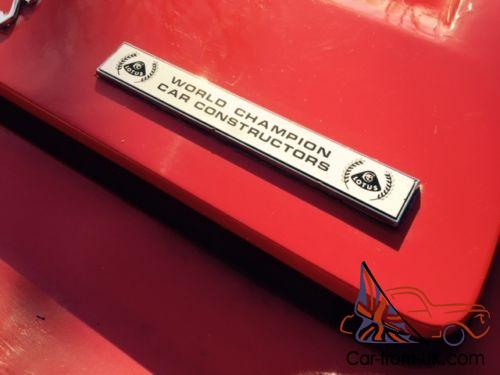 LOTUS
WORLD CHAMPION
CAR CONSTRUCTORS
LOTUS
Car-from-uk.com